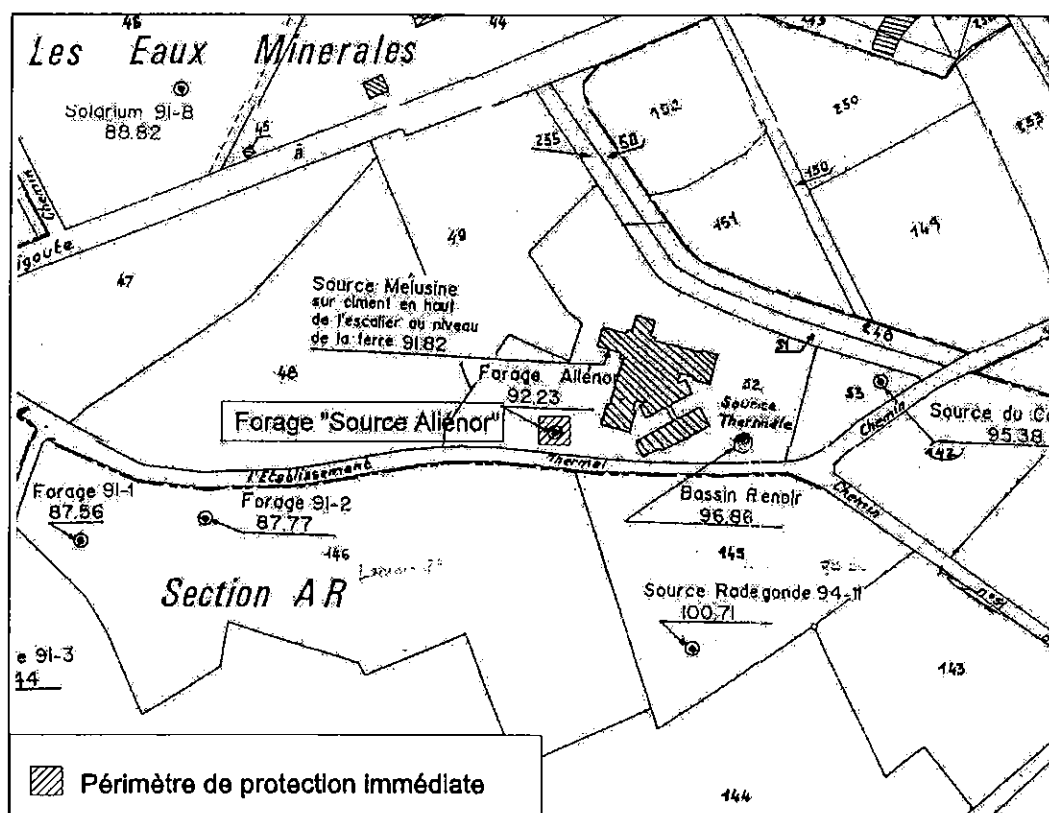 46
44
Les Eaux Minerales
Solarium 91-8
88.82
45
Chemin
47
49
255
50
152
250
253
150
151
149
Source Melusine
sur ciment en haut
de l'escalier au niveau
de la terre 91.82
248
51
48
Forage Aliénor
92.23
52
Source
Thermale
53
Chemin
Source du
95.38
142
Forage "Source Aliénor"
l'Etablissement
Thermal
Chemin
Forage 91-1
87.56
Forage 91-2
87.77
Bassin Renoir
96.86
146
145
Section AR
Source Radegonde 94-11
100.71
e 91-3
143
Périmètre de protection immédiate
144